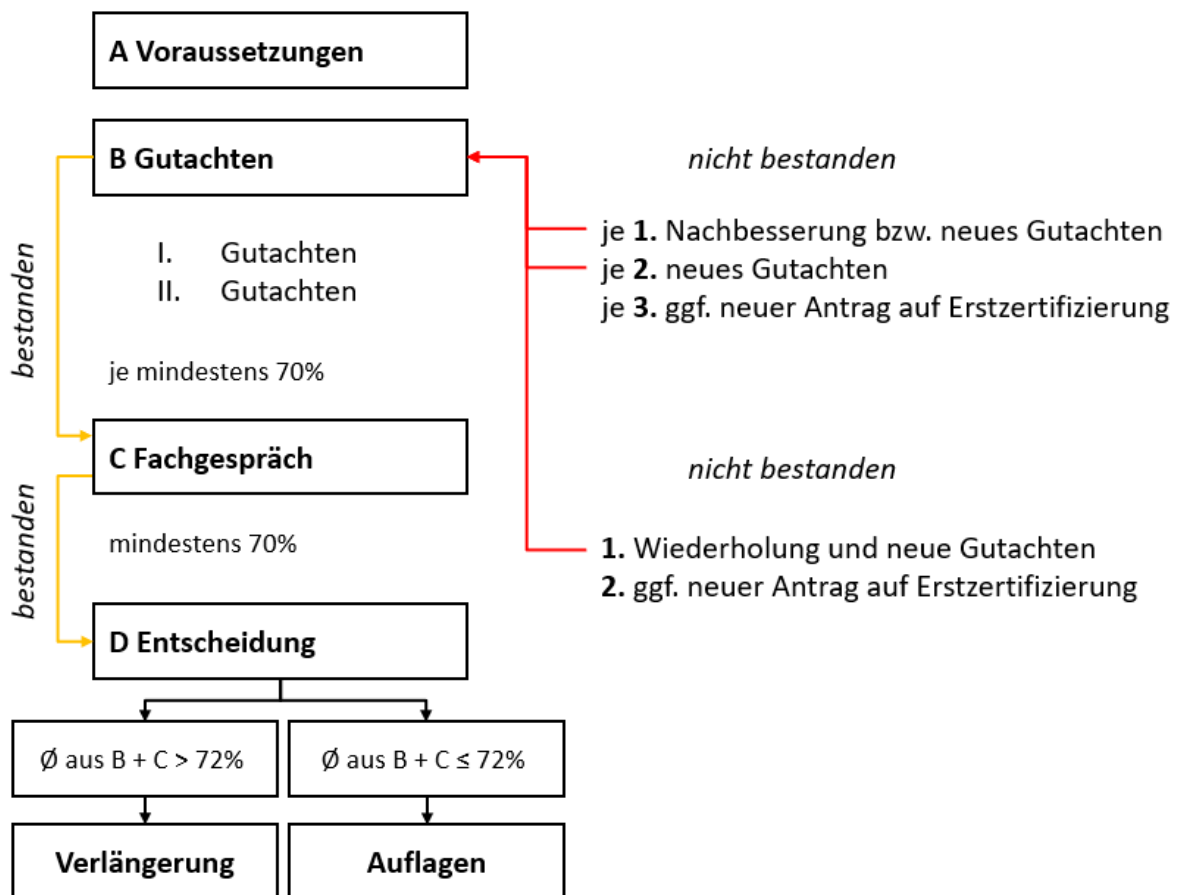 A Voraussetzungen
B Gutachten
nicht bestanden
bestanden
I. Gutachten
II. Gutachten
je 1. Nachbesserung bzw. neues Gutachten
je 2. neues Gutachten
je 3. ggf. neuer Antrag auf Erstzertifizierung
je mindestens 70%
C Fachgespräch
nicht bestanden
bestanden
mindestens 70%
1. Wiederholung und neue Gutachten
2. ggf. neuer Antrag auf Erstzertifizierung
D Entscheidung
Ø aus B + C > 72%
Ø aus B + C ≤ 72%
Verlängerung
Auflagen